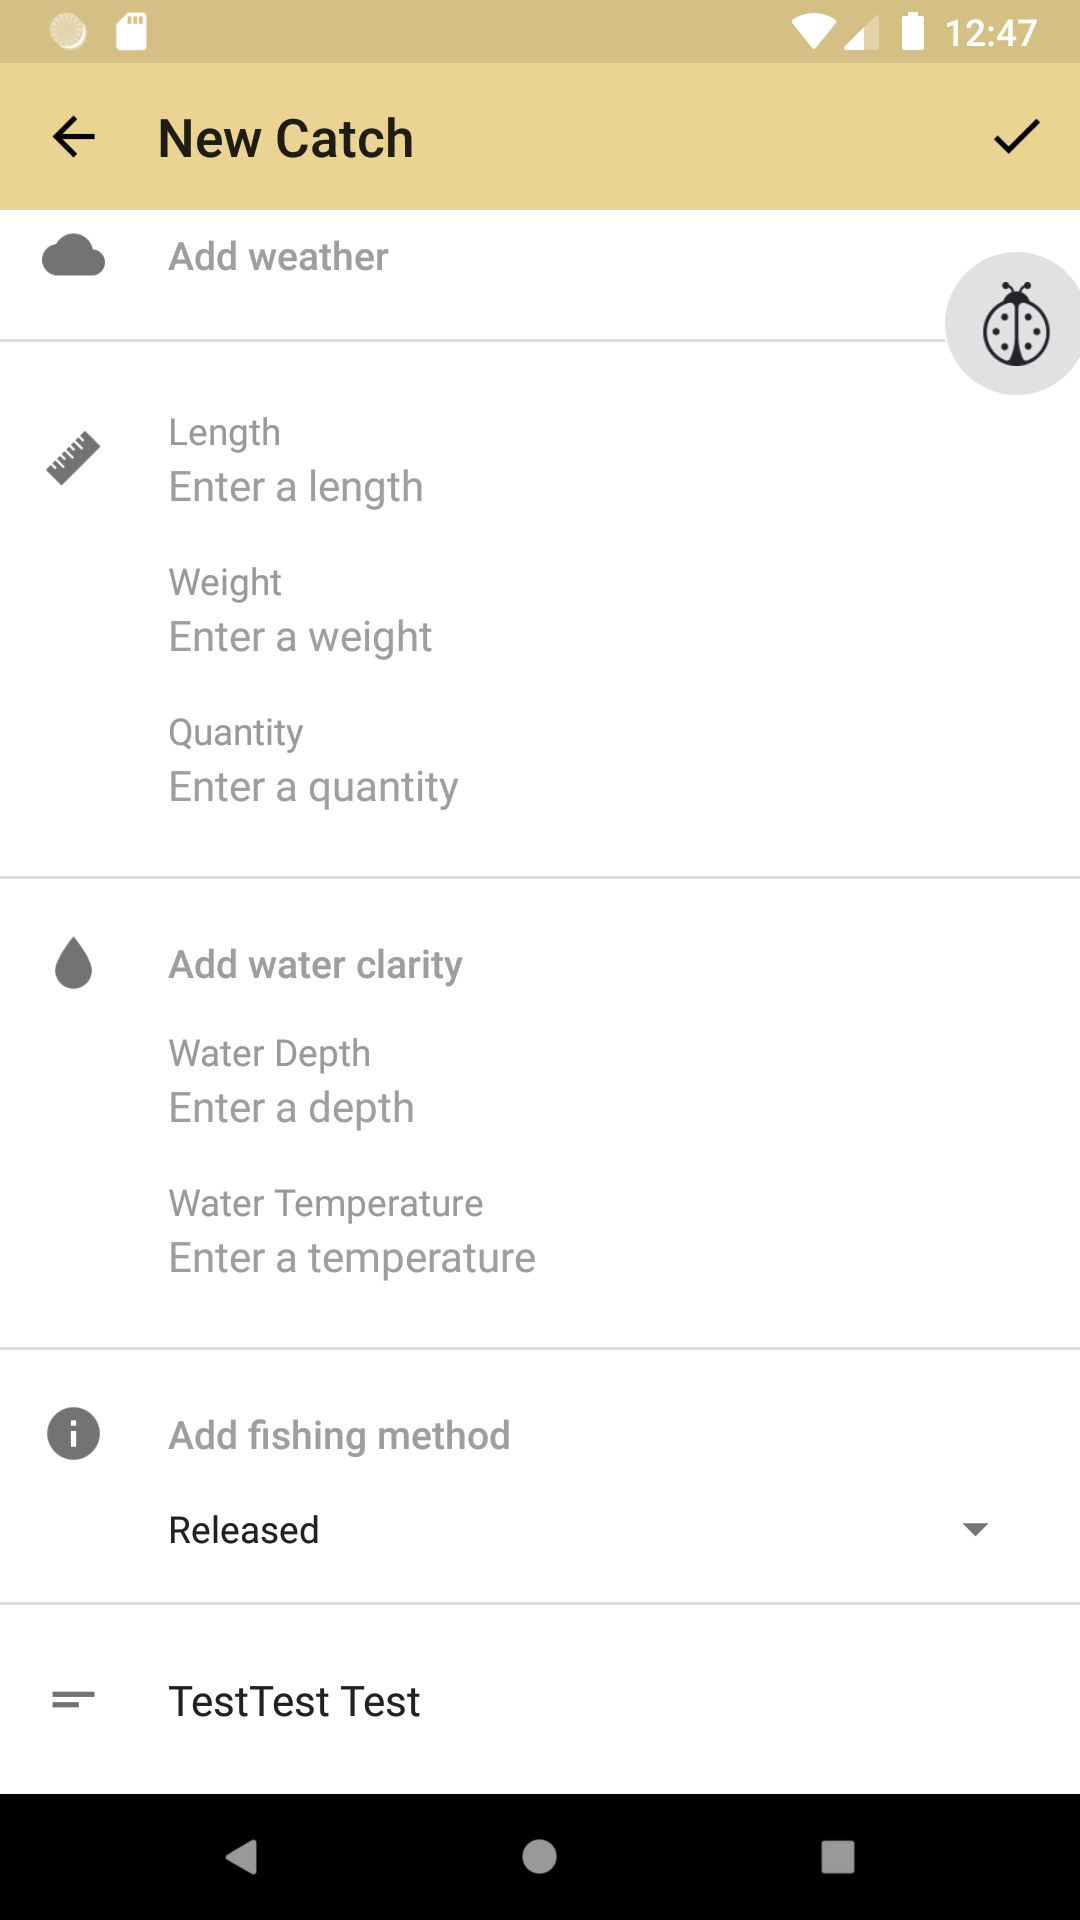 12:47
New Catch
Add weather
Length
Enter a length
Weight
Enter a weight
Quantity
Enter a quantity
Add water clarity
Water Depth
Enter a depth
Water Temperature
Enter a temperature
Add fishing method
Released
TestTest Test